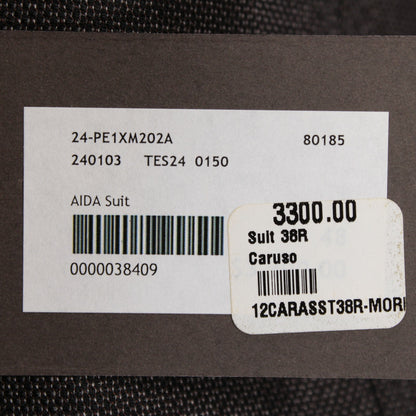 24-PE1XM202A 80185
240103 TES24 0150
AIDA Suit
0000038409
3300.00
Suit 38R
Caruso
12CARASST38R-MORI